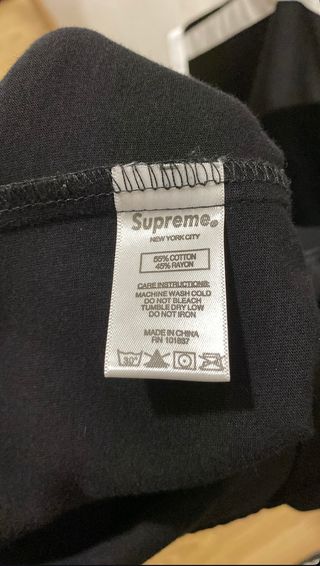 Supreme®
NEW YORK CITY
55% COTTON
45% RAYON
CARE INSTRUCTIONS:
MACHINE WASH COLD
DO NOT BLEACH
TUMBLE DRY LOW
DO NOT IRON
MADE IN CHINA
RN 101837
30°